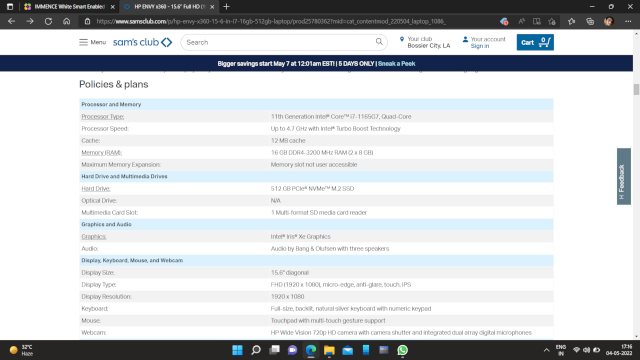 IMMENCE White Smart Enabled
HP ENVY x360 - 15.6" Full HD (19
https://www.samsclub.com/p/hp-envy-x360-15-6-in-i7-16gb-512gb-laptop/prod25780362?mid=cat_contentmod_220504_laptop_1086_
Menu
sam's club
Search
Your club
Bossier City, LA
Your account
Sign in
Cart 0
Bigger savings start May 7 at 12:01am EST! | 5 DAYS ONLY | Sneak a Peek
Policies & plans
Processor and Memory
Processor Type: 11th Generation Intel® Core™ i7-1165G7, Quad-Core
Processor Speed: Up to 4.7 GHz with Intel® Turbo Boost Technology
Cache: 12 MB cache
Memory (RAM): 16 GB DDR4-3200 MHz RAM (2 x 8 GB)
Maximum Memory Expansion: Memory slot not user accessible
Hard Drive and Multimedia Drives
Hard Drive: 512 GB PCIe® NVMe™ M.2 SSD
Optical Drive: N/A
Multimedia Card Slot: 1 Multi-format SD media card reader
Graphics and Audio
Graphics: Intel® Iris® Xe Graphics
Audio: Audio by Bang & Olufsen with three speakers
Display, Keyboard, Mouse, and Webcam
Display Size: 15.6" diagonal
Display Type: FHD (1920 x 1080), micro-edge, anti-glare, touch, IPS
Display Resolution: 1920 x 1080
Keyboard: Full-size, backlit, natural silver keyboard with numeric keypad
Mouse: Touchpad with multi-touch gesture support
Webcam: HP Wide Vision 720p HD camera with camera shutter and integrated dual array digital microphones
Feedback
32°C
Haze
ENG
IN
17:16
04-05-2022